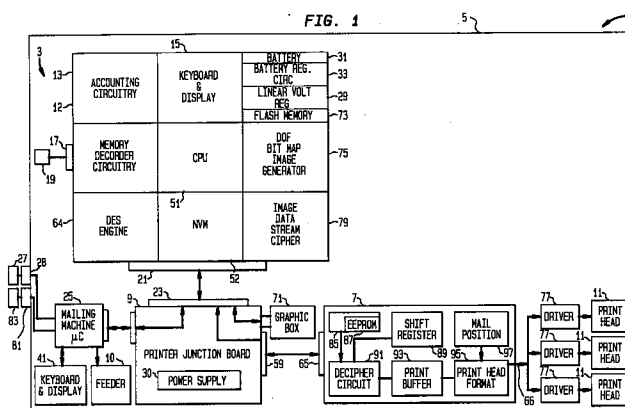 FIG. 1
5
3
15
13
12
ACCOUNTING
CIRCUITRY
KEYBOARD
&
DISPLAY
BATTERY
31
BATTERY REG.
CIRC
33
LINEAR VOLT
REG
29
FLASH MEMORY
73
17
19
MEMORY
DECORDER
CIRCUITRY
CPU
DOF
BIT MAP
IMAGE
GENERATOR
75
51
64
DES
ENGINE
NVM
IMAGE
DATA
STREAM
CIPHER
79
21
52
27
28
83
81
25
MAILING
MACHINE
µC
9
23
71
GRAPHIC
BOX
PRINTER JUNCTION BOARD
30
POWER SUPPLY
59
41
KEYBOARD
& DISPLAY
10
FEEDER
7
65
EEPROM
85
87
SHIFT
REGISTER
89
MAIL
POSITION
97
91
DECIPHER
CIRCUIT
93
PRINT
BUFFER
95
PRINT HEAD
FORMAT
66
77
DRIVER
11
PRINT
HEAD
77
DRIVER
11
PRINT
HEAD
77
DRIVER
11
PRINT
HEAD